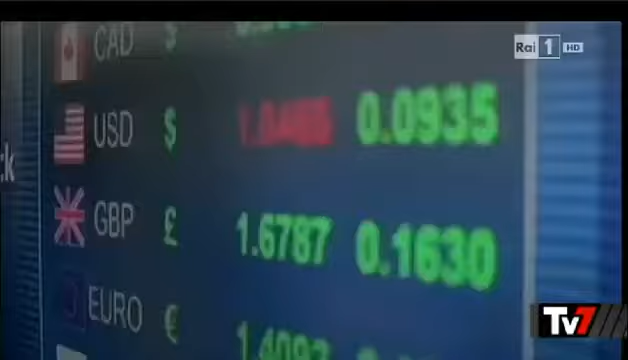 CAD $
Rai 1 HD
USD $ 0.0935
GBP £ 1.6787 0.1630
EURO €
Tv7